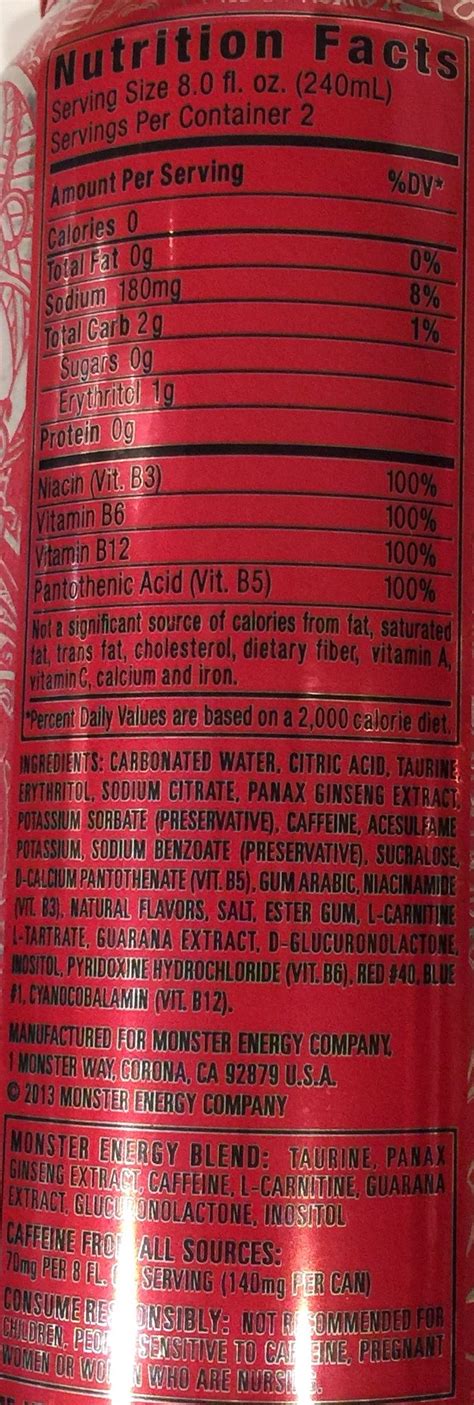 Nutrition Facts
Serving Size 8.0 fl. oz. (240mL)
Servings Per Container 2
Amount Per Serving %DV*
Calories 0
Total Fat 0g 0%
Sodium 180mg 8%
Total Carb 2g 1%
Sugars 0g
Erythritol 1g
Protein 0g
Niacin (Vit. B3) 100%
Vitamin B6 100%
Vitamin B12 100%
Pantothenic Acid (Vit. B5) 100%
Not a significant source of calories from fat, saturated
fat, trans fat, cholesterol, dietary fiber, vitamin A,
vitamin C, calcium and iron.
*Percent Daily Values are based on a 2,000 calorie diet.
INGREDIENTS: CARBONATED WATER, CITRIC ACID, TAURINE,
ERYTHRITOL, SODIUM CITRATE, PANAX GINSENG EXTRACT,
POTASSIUM SORBATE (PRESERVATIVE), CAFFEINE, ACESULFAME
POTASSIUM, SODIUM BENZOATE (PRESERVATIVE), SUCRALOSE,
D-CALCIUM PANTOTHENATE (VIT. B5), GUM ARABIC, NIACINAMIDE
(VIT. B3), NATURAL FLAVORS, SALT, ESTER GUM, L-CARNITINE
L-TARTRATE, GUARANA EXTRACT, D-GLUCURONOLACTONE,
INOSITOL, PYRIDOXINE HYDROCHLORIDE (VIT. B6), RED #40, BLUE
#1, CYANOCOBALAMIN (VIT. B12).
MANUFACTURED FOR MONSTER ENERGY COMPANY,
1 MONSTER WAY, CORONA, CA 92879 U.S.A.
© 2013 MONSTER ENERGY COMPANY
MONSTER ENERGY BLEND: TAURINE, PANAX
GINSENG EXTRACT, CAFFEINE, L-CARNITINE, GUARANA
EXTRACT, GLUCURONOLACTONE, INOSITOL
CAFFEINE FROM ALL SOURCES:
70mg PER 8 FL. SERVING (140mg PER CAN)
CONSUME RESPONSIBLY: NOT RECOMMENDED FOR
CHILDREN, PEOPLE SENSITIVE TO CAFFEINE, PREGNANT
WOMEN OR WOMEN WHO ARE NURSING.